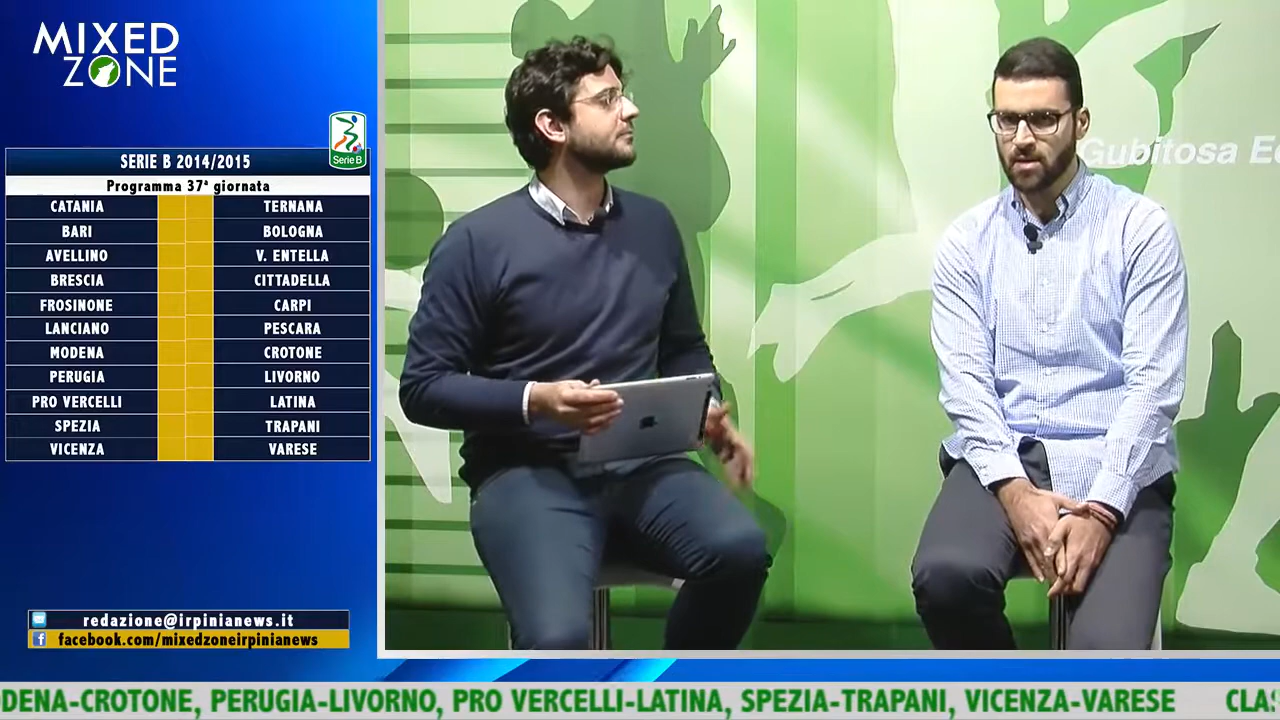 MIXED
ZONE
Serie B
SERIE B 2014/2015
Programma 37ª giornata
CATANIA TERNANA
BARI BOLOGNA
AVELLINO V. ENTELLA
BRESCIA CITTADELLA
FROSINONE CARPI
LANCIANO PESCARA
MODENA CROTONE
PERUGIA LIVORNO
PRO VERCELLI LATINA
SPEZIA TRAPANI
VICENZA VARESE
Gubitosa
redazione@irpinianews.it
facebook.com/mixedzoneirpinianews
DENA-CROTONE, PERUGIA-LIVORNO, PRO VERCELLI-LATINA, SPEZIA-TRAPANI, VICENZA-VARESE CLAS